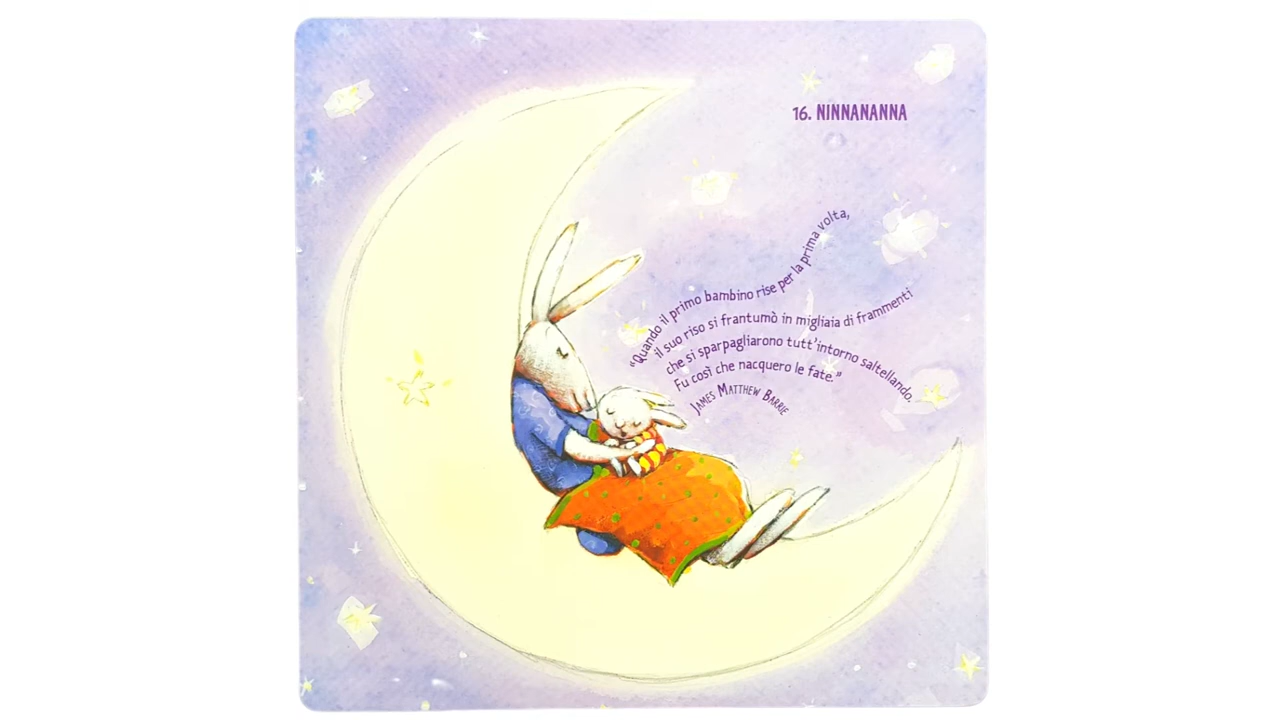 16. NINNANANNA
“Quando il primo bambino rise per la prima volta,
il suo riso si frantumò in migliaia di frammenti
che si sparpagliarono tutt'intorno saltellando.
Fu così che nacquero le fate.”
James Matthew Barrie